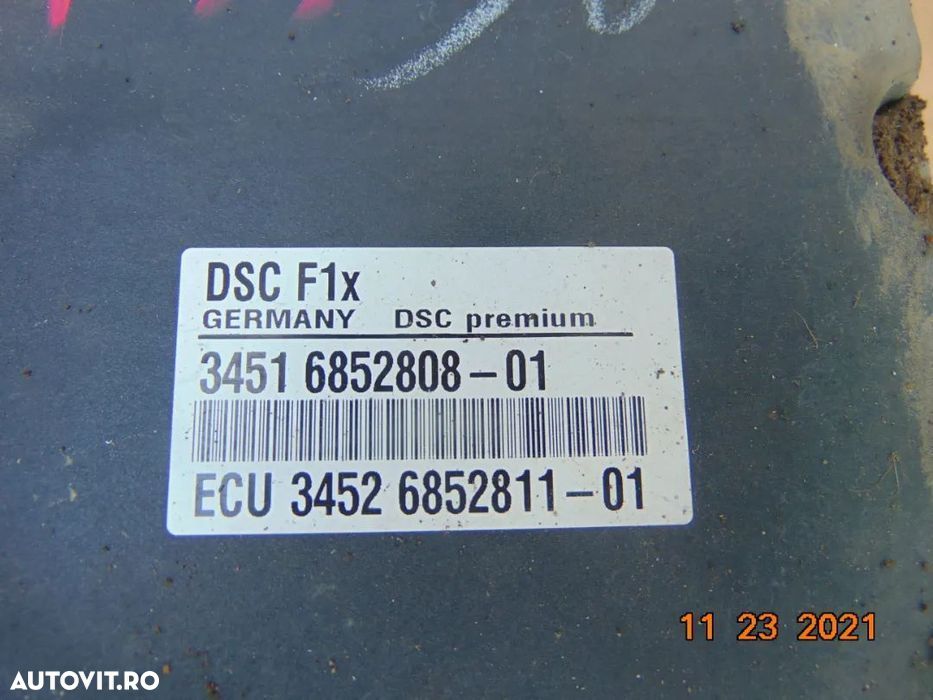 DSC F1x
GERMANY DSC premium
3451 6852808-01
ECU 3452 6852811-01
11 23 2021
AUTOVIT.RO